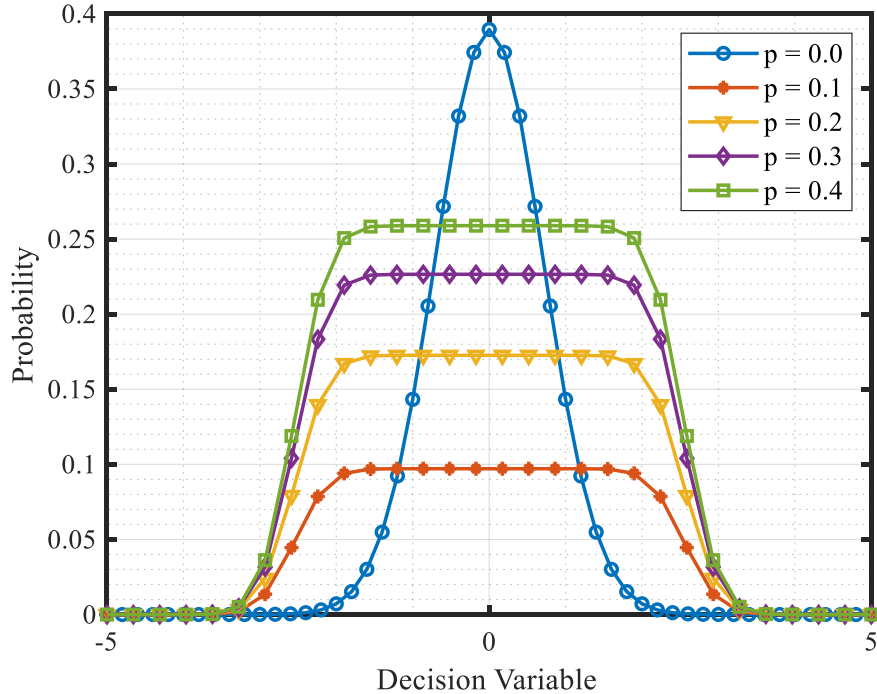 0.4
0.35
0.3
0.25
0.2
0.15
0.1
0.05
0
Probability
-5
0
5
Decision Variable
p = 0.0
p = 0.1
p = 0.2
p = 0.3
p = 0.4